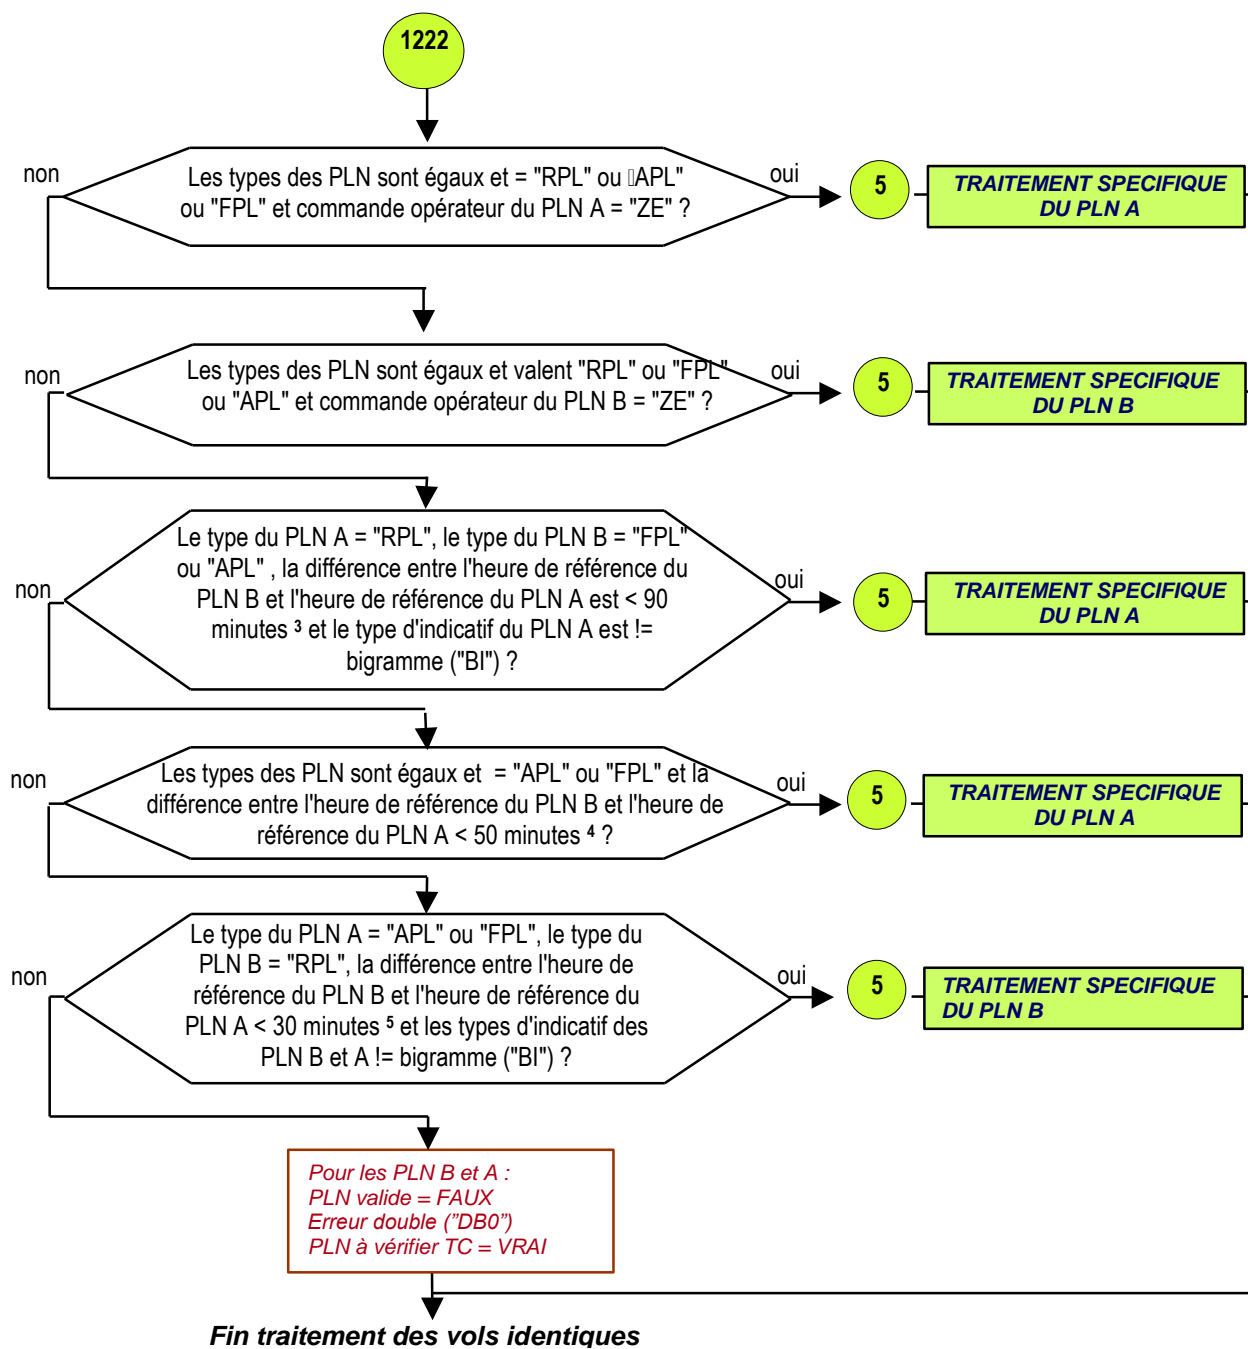 1222
non
Les types des PLN sont égaux et = "RPL" ou ▯APL"
ou "FPL" et commande opérateur du PLN A = "ZE" ?
oui
5
TRAITEMENT SPECIFIQUE
DU PLN A
non
Les types des PLN sont égaux et valent "RPL" ou "FPL"
ou "APL" et commande opérateur du PLN B = "ZE" ?
oui
5
TRAITEMENT SPECIFIQUE
DU PLN B
non
Le type du PLN A = "RPL", le type du PLN B = "FPL"
ou "APL" , la différence entre l'heure de référence du
PLN B et l'heure de référence du PLN A est < 90
minutes ³ et le type d'indicatif du PLN A est !=
bigramme ("BI") ?
oui
5
TRAITEMENT SPECIFIQUE
DU PLN A
non
Les types des PLN sont égaux et = "APL" ou "FPL" et la
différence entre l'heure de référence du PLN B et l'heure de
référence du PLN A < 50 minutes ⁴ ?
oui
5
TRAITEMENT SPECIFIQUE
DU PLN A
non
Le type du PLN A = "APL" ou "FPL", le type du
PLN B = "RPL", la différence entre l'heure de
référence du PLN B et l'heure de référence du
PLN A < 30 minutes ⁵ et les types d'indicatif des
PLN B et A != bigramme ("BI") ?
oui
5
TRAITEMENT SPECIFIQUE
DU PLN B
Pour les PLN B et A :
PLN valide = FAUX
Erreur double ("DB0")
PLN à vérifier TC = VRAI
Fin traitement des vols identiques